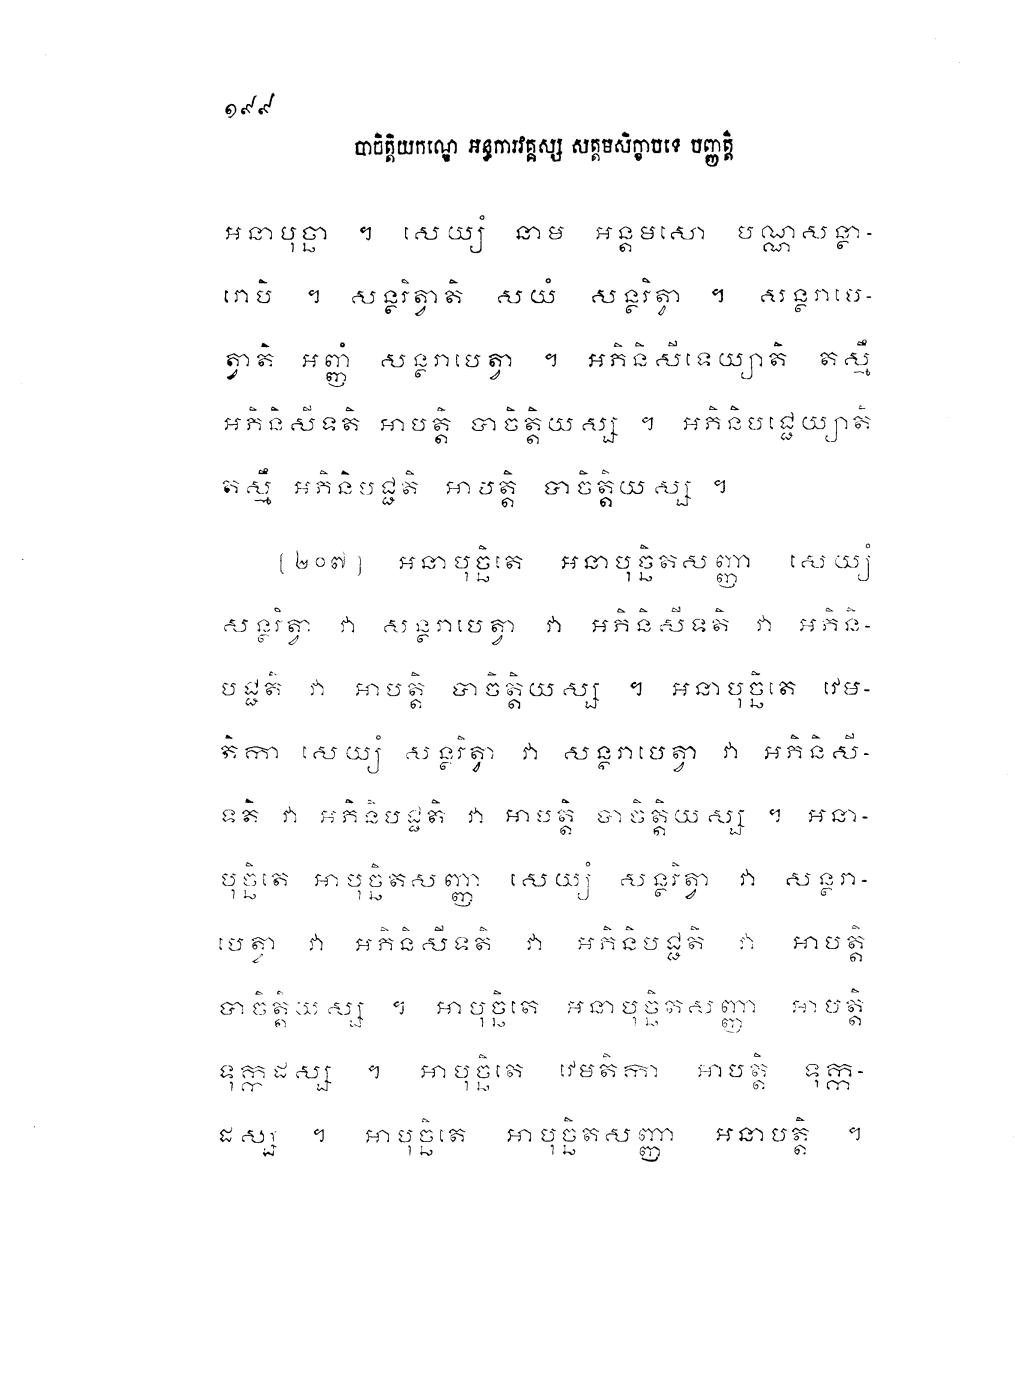 ១៩៩
បាចិត្តិយកណ្ឌេ អន្ធការវគ្គស្ស សត្តមសិក្ខាបទេ បញ្ញត្តិ
អនាបុច្ឆា ។ សេយ្យំ នាម អន្តមសោ បណ្ណសន្ថា-
រោបិ ។ សន្ថរិត្វាតិ សយំ សន្ថរិត្វា ។ សន្ថរាបេ-
ត្វាតិ អញ្ញំ សន្ថរាបេត្វា ។ អភិនិសីទេយ្យាតិ តស្មឹ
អភិនិសីទតិ អាបត្តិ បាចិត្តិយស្ស ។ អភិនិបជ្ជេយ្យាតិ
តស្មឹ អភិនិបជ្ជតិ អាបត្តិ បាចិត្តិយស្ស ។
[២០៧] អនាបុច្ឆិតេ អនាបុច្ឆិតសញ្ញា សេយ្យំ
សន្ថរិត្វា វា សន្ថរាបេត្វា វា អភិនិសីទតិ វា អភិនិ-
បជ្ជតិ វា អាបត្តិ បាចិត្តិយស្ស ។ អនាបុច្ឆិតេ វេម-
តិកា សេយ្យំ សន្ថរិត្វា វា សន្ថរាបេត្វា វា អភិនិសី-
ទតិ វា អភិនិបជ្ជតិ វា អាបត្តិ បាចិត្តិយស្ស ។ អនា-
បុច្ឆិតេ អាបុច្ឆិតសញ្ញា សេយ្យំ សន្ថរិត្វា វា សន្ថរា-
បេត្វា វា អភិនិសីទតិ វា អភិនិបជ្ជតិ វា អាបត្តិ
បាចិត្តិយស្ស ។ អាបុច្ឆិតេ អនាបុច្ឆិតសញ្ញា អាបត្តិ
ទុក្កដស្ស ។ អាបុច្ឆិតេ វេមតិកា អាបត្តិ ទុក្ក-
ដស្ស ។ អាបុច្ឆិតេ អាបុច្ឆិតសញ្ញា អនាបត្តិ ។